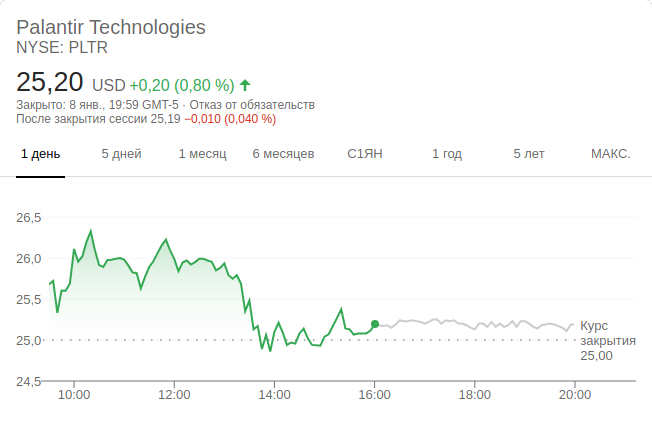 Palantir Technologies
NYSE: PLTR
25,20 USD +0,20 (0,80 %)
Закрыто: 8 янв., 19:59 GMT-5 · Отказ от обязательств
После закрытия сессии 25,19 −0,010 (0,040 %)
1 день 5 дней 1 месяц 6 месяцев С1ЯН 1 год 5 лет МАКС.
26,5
26,0
25,5
25,0
24,5
Курс
закрытия
25,00
10:00 12:00 14:00 16:00 18:00 20:00